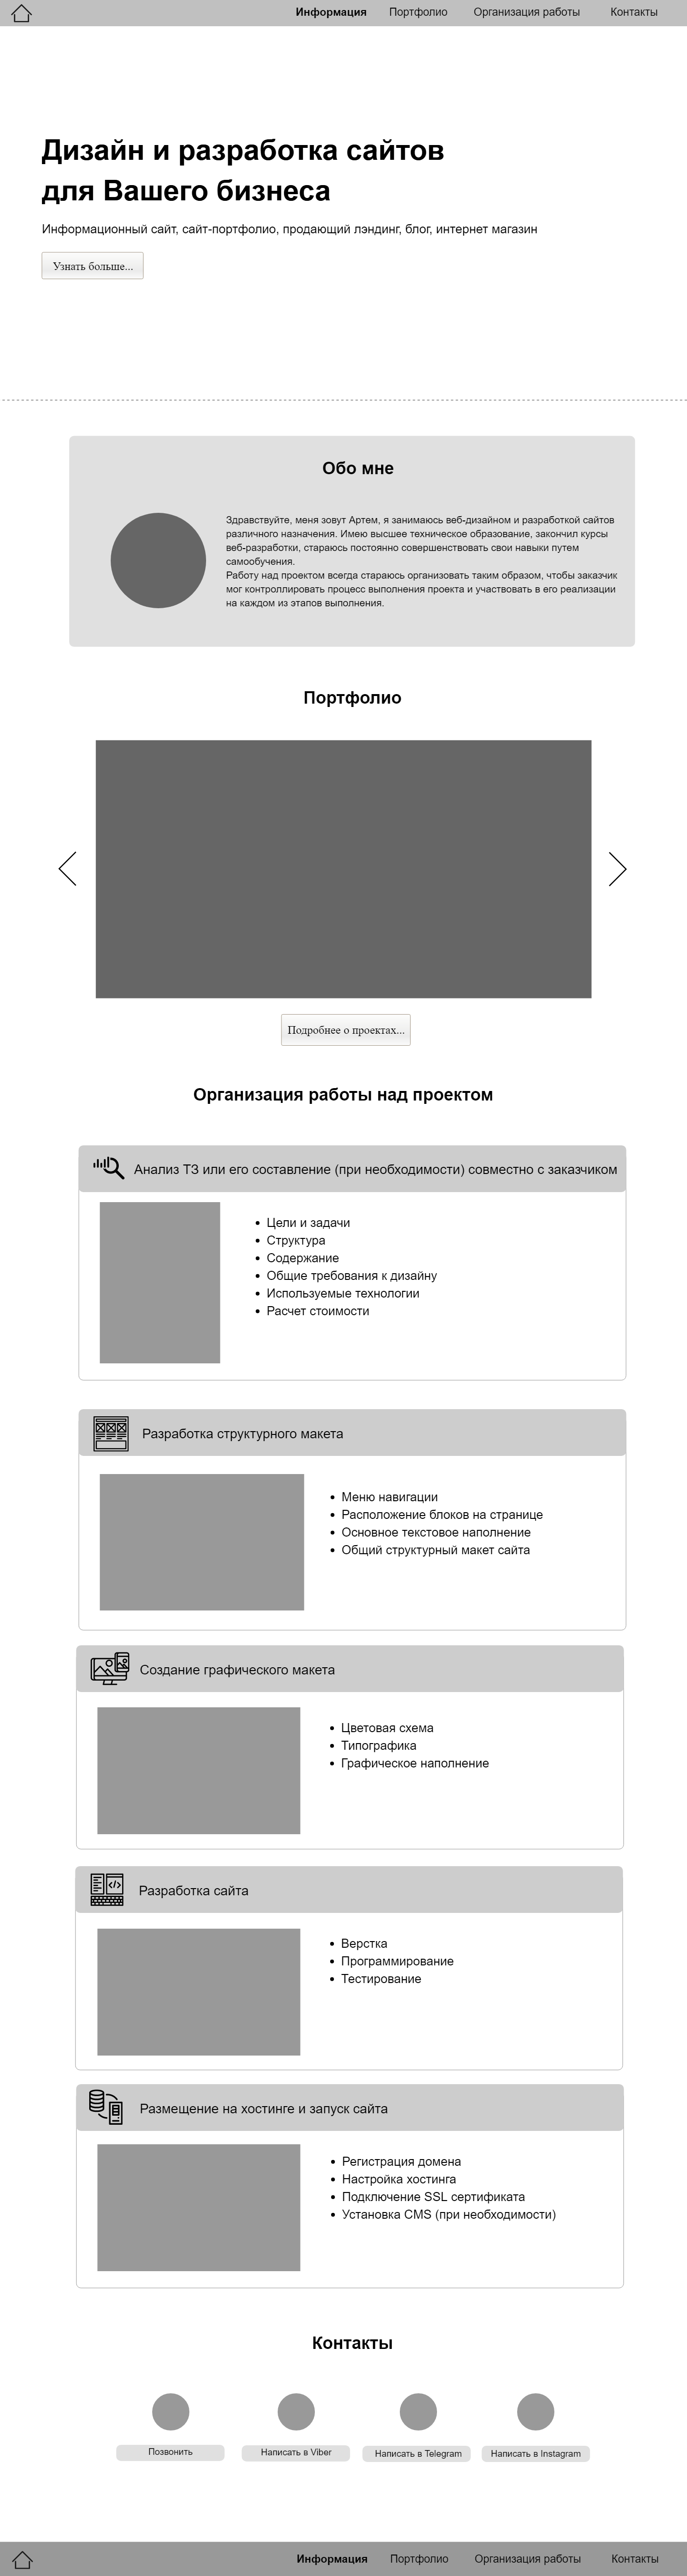 Информация Портфолио Организация работы Контакты
Дизайн и разработка сайтов
для Вашего бизнеса
Информационный сайт, сайт-портфолио, продающий лэндинг, блог, интернет магазин
Узнать больше...
Обо мне
Здравствуйте, меня зовут Артем, я занимаюсь веб-дизайном и разработкой сайтов
различного назначения. Имею высшее техническое образование, закончил курсы
веб-разработки, стараюсь постоянно совершенствовать свои навыки путем
самообучения.
Работу над проектом всегда стараюсь организовать таким образом, чтобы заказчик
мог контроллировать процесс выполнения проекта и участвовать в его реализации
на каждом из этапов выполнения.
Портфолио
Подробнее о проектах...
Организация работы над проектом
Анализ ТЗ или его составление (при необходимости) совместно с заказчиком
• Цели и задачи
• Структура
• Содержание
• Общие требования к дизайну
• Используемые технологии
• Расчет стоимости
Разработка структурного макета
• Меню навигации
• Расположение блоков на странице
• Основное текстовое наполнение
• Общий структурный макет сайта
Создание графического макета
• Цветовая схема
• Типографика
• Графическое наполнение
Разработка сайта
• Верстка
• Программирование
• Тестирование
Размещение на хостинге и запуск сайта
• Регистрация домена
• Настройка хостинга
• Подключение SSL сертификата
• Установка CMS (при необходимости)
Контакты
Позвонить Написать в Viber Написать в Telegram Написать в Instagram
Информация Портфолио Организация работы Контакты